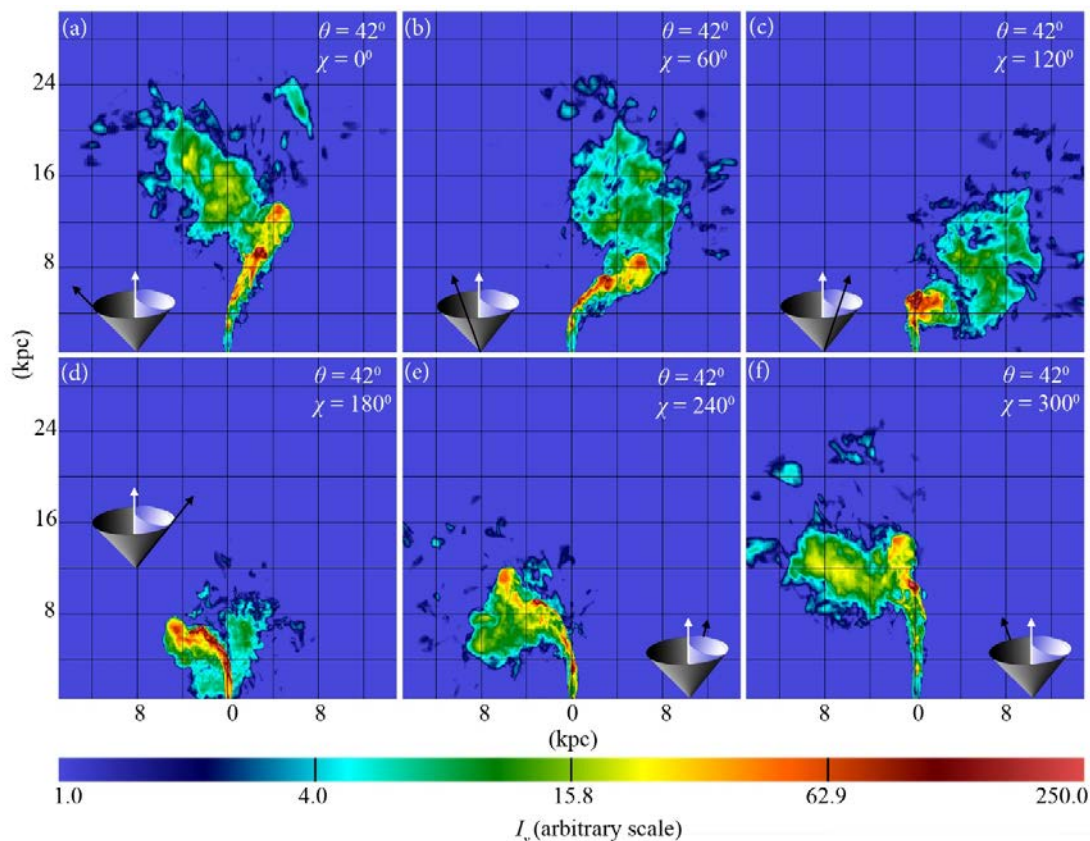 (a)
θ = 42⁰
χ = 0⁰
(b)
θ = 42⁰
χ = 60⁰
(c)
θ = 42⁰
χ = 120⁰
24
16
8
(kpc)
(d)
θ = 42⁰
χ = 180⁰
(e)
θ = 42⁰
χ = 240⁰
(f)
θ = 42⁰
χ = 300⁰
24
16
8
8 0 8 8 0 8 8 0 8
(kpc)
1.0 4.0 15.8 62.9 250.0
I_ν (arbitrary scale)